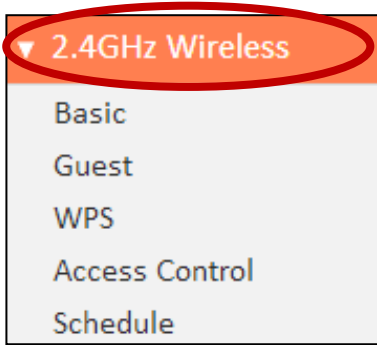 2.4GHz Wireless
Basic
Guest
WPS
Access Control
Schedule